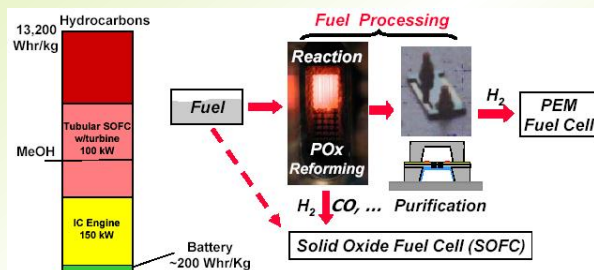 Hydrocarbons
13,200
Whr/kg
Tubular SOFC
w/turbine
100 kW
MeOH
IC Engine
150 kW
Battery
~200 Whr/Kg
Fuel Processing
Fuel
Reaction
POx
Reforming
H2 CO, ...
Purification
H2
PEM
Fuel Cell
Solid Oxide Fuel Cell (SOFC)